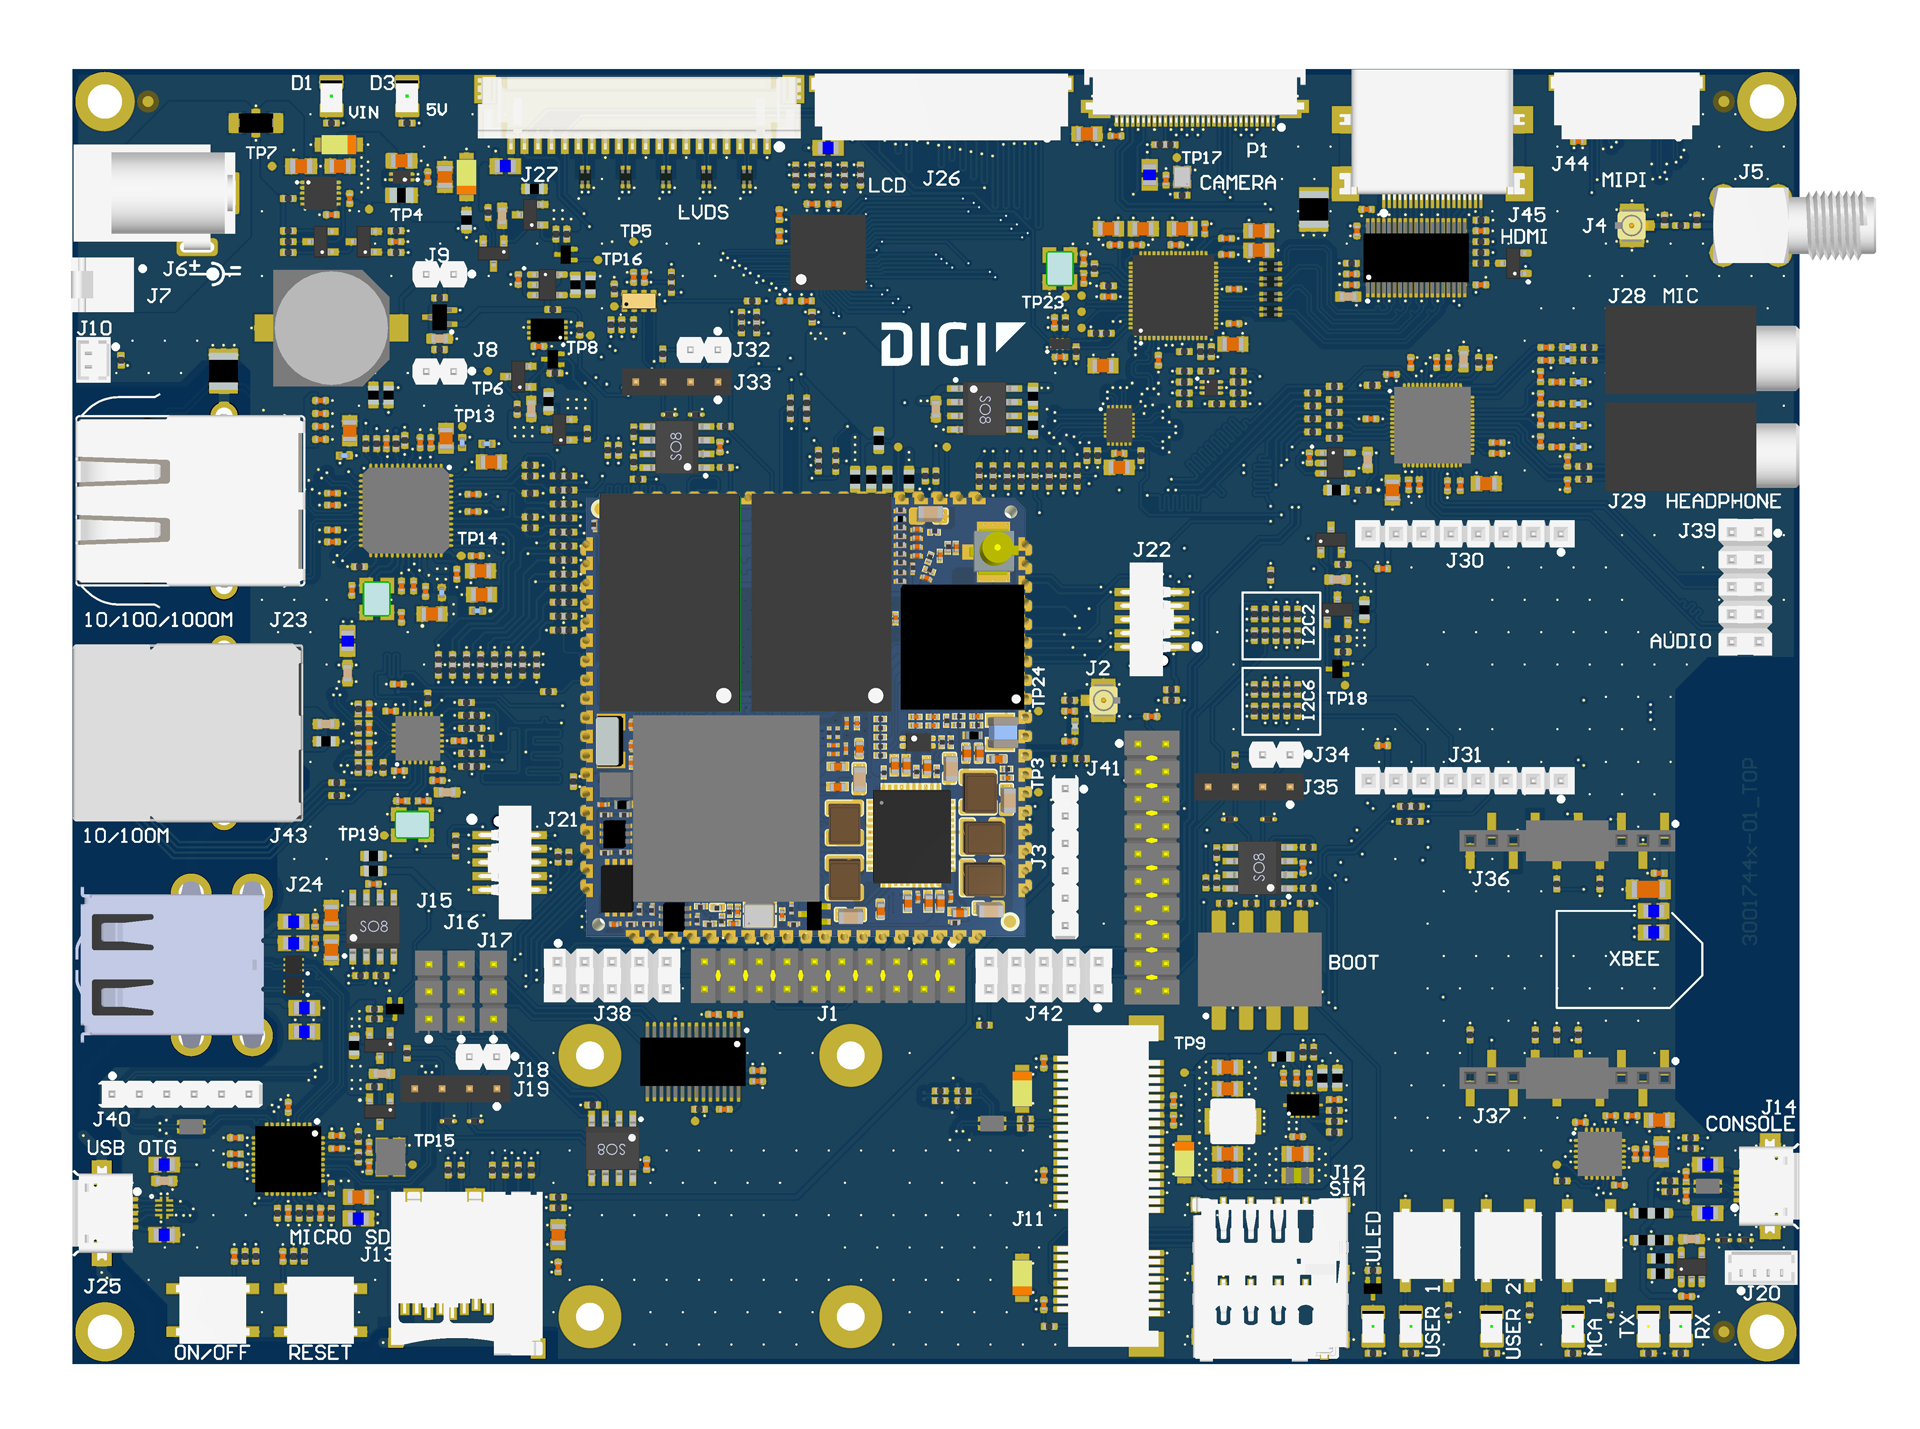 D1
D3
VIN
5V
TP7
J27
TP4
LVDS
LCD
J26
TP17
P1
CAMERA
J44
MIPI
J5
J4
J45
HDMI
TP5
TP16
J9
J6
J7
J10
TP23
J28 MIC
DIGI
TP8
J32
J33
J8
TP6
TP13
SO8
SO8
J29 HEADPHONE
J39
J30
TP14
J22
10/100/1000M
J23
I2C2
AUDIO
J2
TP24
I2C6
TP18
J34
J31
J41
TP3
J35
300174x-01_TOP
10/100M
J43
TP19
J21
J3
SO8
J36
J24
J15
J16
J17
SO8
BOOT
XBEE
J38
J1
J42
TP9
J18
J19
J40
J37
J14
CONSOLE
USB OTG
TP15
SO8
J12
SIM
J11
MICRO SD
J13
J25
ULED
J20
ON/OFF
RESET
USER 1
USER 2
MCA 1
TX
RX